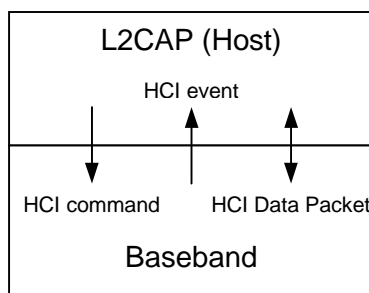 L2CAP (Host)
HCI event
HCI command
HCI Data Packet
Baseband